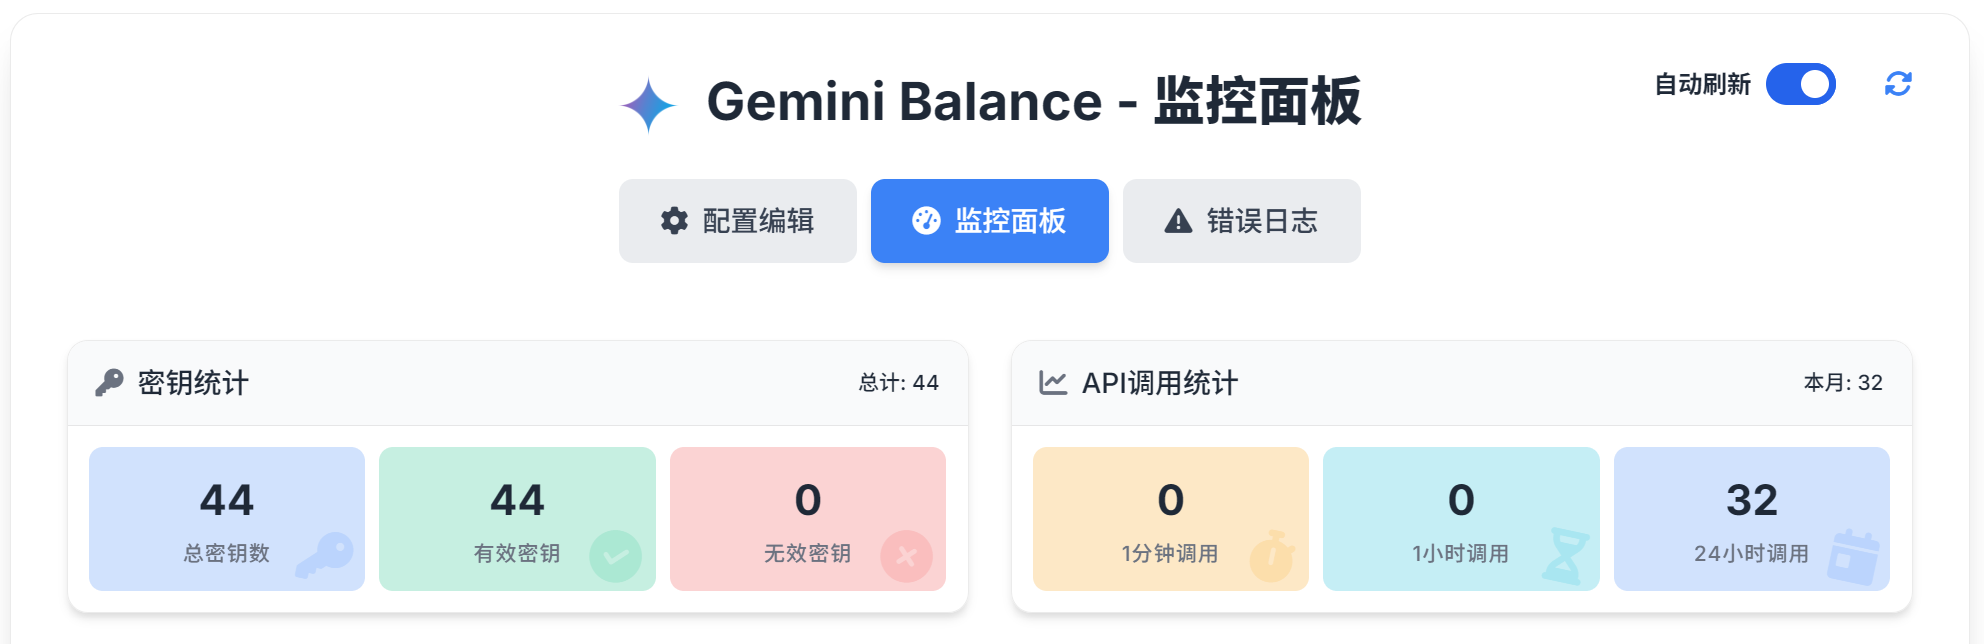 Gemini Balance - 监控面板
自动刷新
配置编辑
监控面板
错误日志
密钥统计
总计: 44
44
总密钥数
44
有效密钥
0
无效密钥
API调用统计
本月: 32
0
1分钟调用
0
1小时调用
32
24小时调用